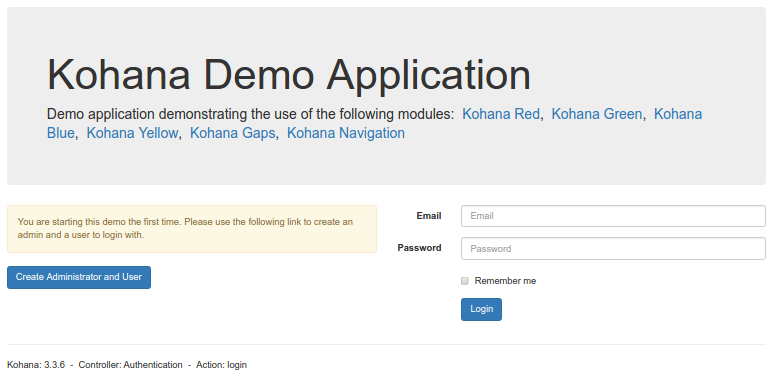 Kohana Demo Application
Demo application demonstrating the use of the following modules: Kohana Red, Kohana Green, Kohana
Blue, Kohana Yellow, Kohana Gaps, Kohana Navigation
You are starting this demo the first time. Please use the following link to create an
admin and a user to login with.
Create Administrator and User
Email
Email
Password
Password
Remember me
Login
Kohana: 3.3.6 - Controller: Authentication - Action: login